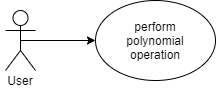 perform
polynomial
operation
User